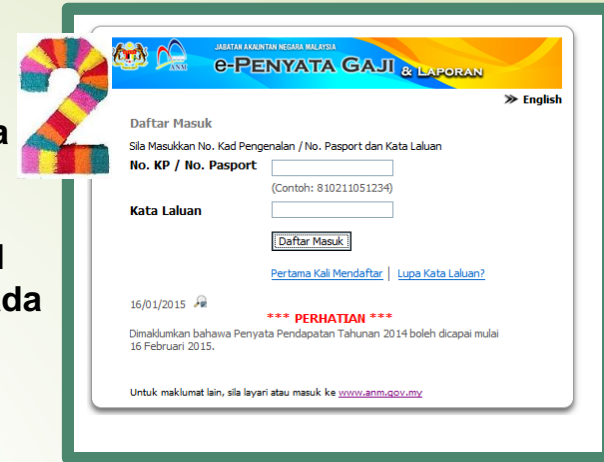 2
JABATAN AKAUNTAN NEGARA MALAYSIA
ANM
e-PENYATA GAJI & LAPORAN
>> English
Daftar Masuk
Sila Masukkan No. Kad Pengenalan / No. Pasport dan Kata Laluan
No. KP / No. Pasport
(Contoh: 810211051234)
Kata Laluan
Daftar Masuk
Pertama Kali Mendaftar | Lupa Kata Laluan?
16/01/2015
*** PERHATIAN ***
Dimaklumkan bahawa Penyata Pendapatan Tahunan 2014 boleh dicapai mulai
16 Februari 2015.
Untuk maklumat lain, sila layari atau masuk ke www.anm.gov.my